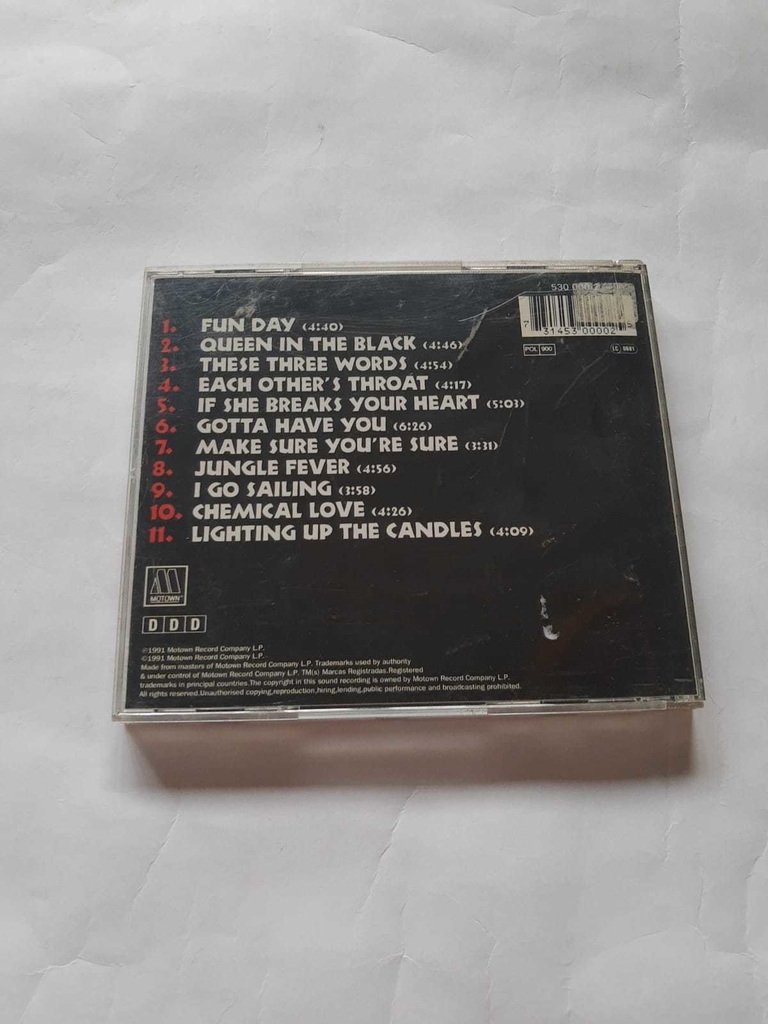 530 000
7 31453 00002
POL 900
LC 0881
1. FUN DAY (4:40)
2. QUEEN IN THE BLACK (4:46)
3. THESE THREE WORDS (4:54)
4. EACH OTHER'S THROAT (4:17)
5. IF SHE BREAKS YOUR HEART (5:03)
6. GOTTA HAVE YOU (6:26)
7. MAKE SURE YOU'RE SURE (3:31)
8. JUNGLE FEVER (4:56)
9. I GO SAILING (3:58)
10. CHEMICAL LOVE (4:26)
11. LIGHTING UP THE CANDLES (4:09)
M
MOTOWN
D D D
℗1991 Motown Record Company L.P.
©1991 Motown Record Company L.P.
Made from masters of Motown Record Company L.P. Trademarks used by authority
& under control of Motown Record Company L.P. TM(s) Marcas Registradas.Registered
trademarks in principal countries.The copyright in this sound recording is owned by Motown Record Company L.P.
All rights reserved.Unauthorised copying,reproduction,hiring,lending,public performance and broadcasting prohibited.